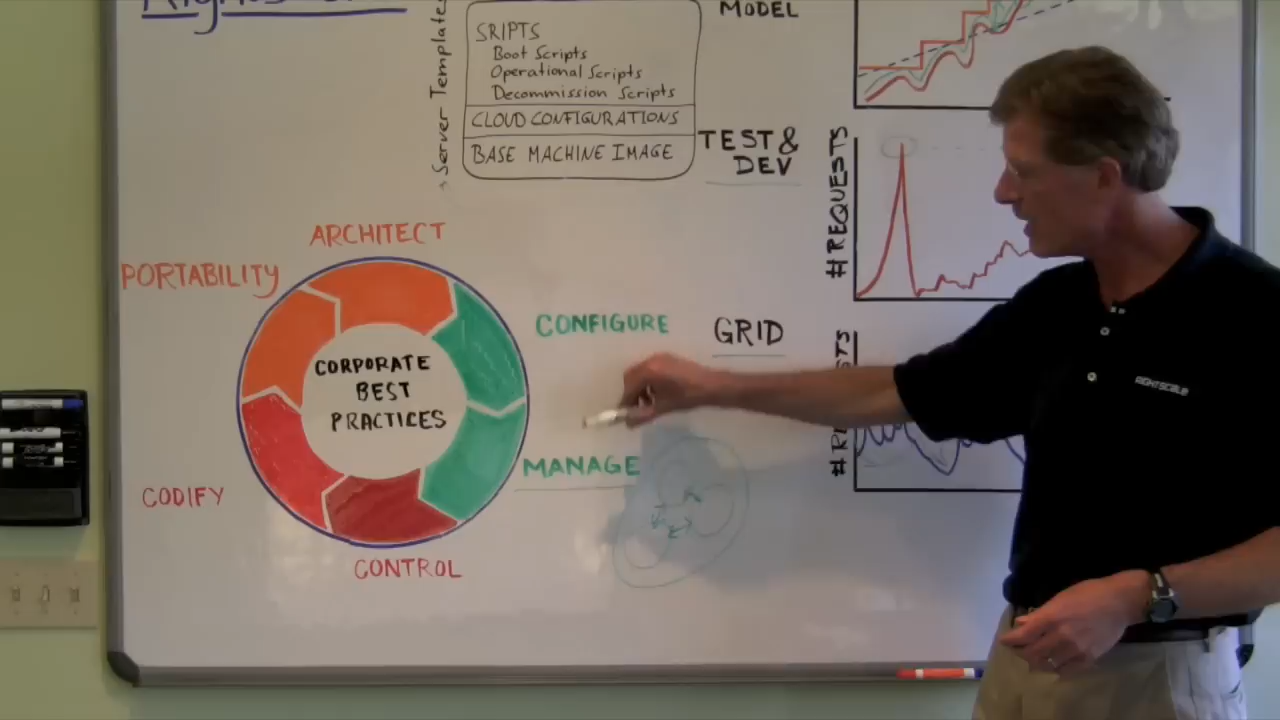 Server Templates
SRIPTS
Boot Scripts
Operational Scripts
Decommission Scripts
CLOUD CONFIGURATIONS
BASE MACHINE IMAGE
MODEL
TEST &
DEV
# REQUESTS
ARCHITECT
PORTABILITY
CONFIGURE
GRID
CORPORATE
BEST
PRACTICES
MANAGE
CODIFY
CONTROL
RIGHTSCALE